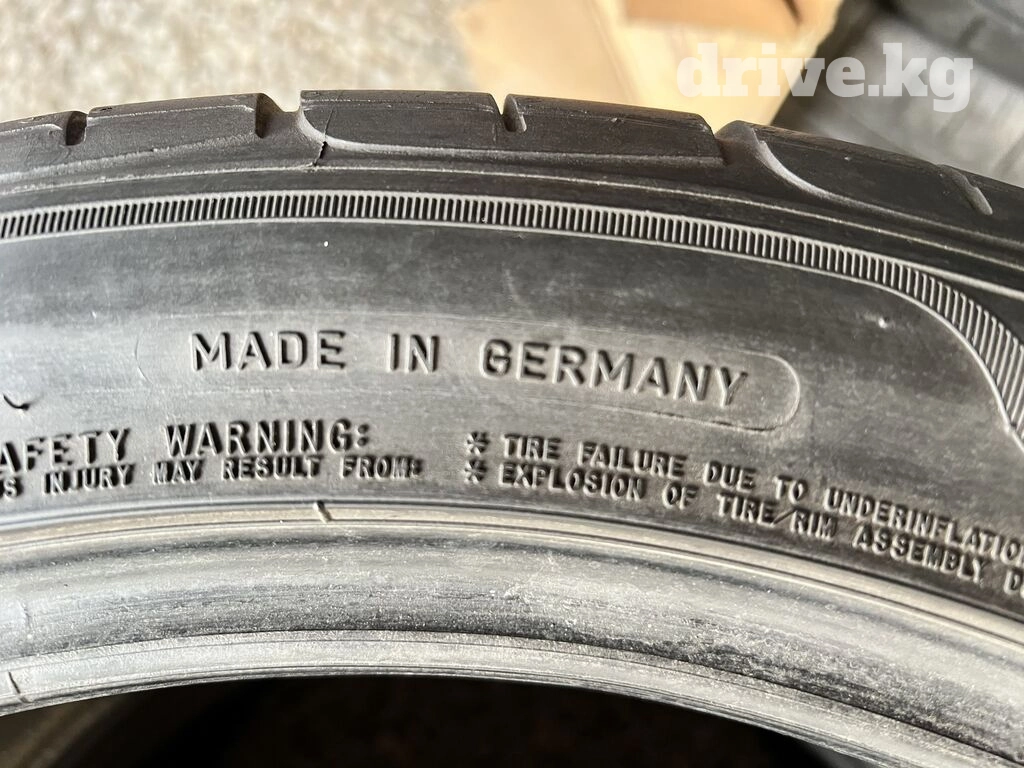 drive.kg
MADE IN GERMANY
AFETY WARNING:
S INJURY MAY RESULT FROM:
* TIRE FAILURE DUE TO UNDERINFLATIO
* EXPLOSION OF TIRE/RIM ASSEMBLY D